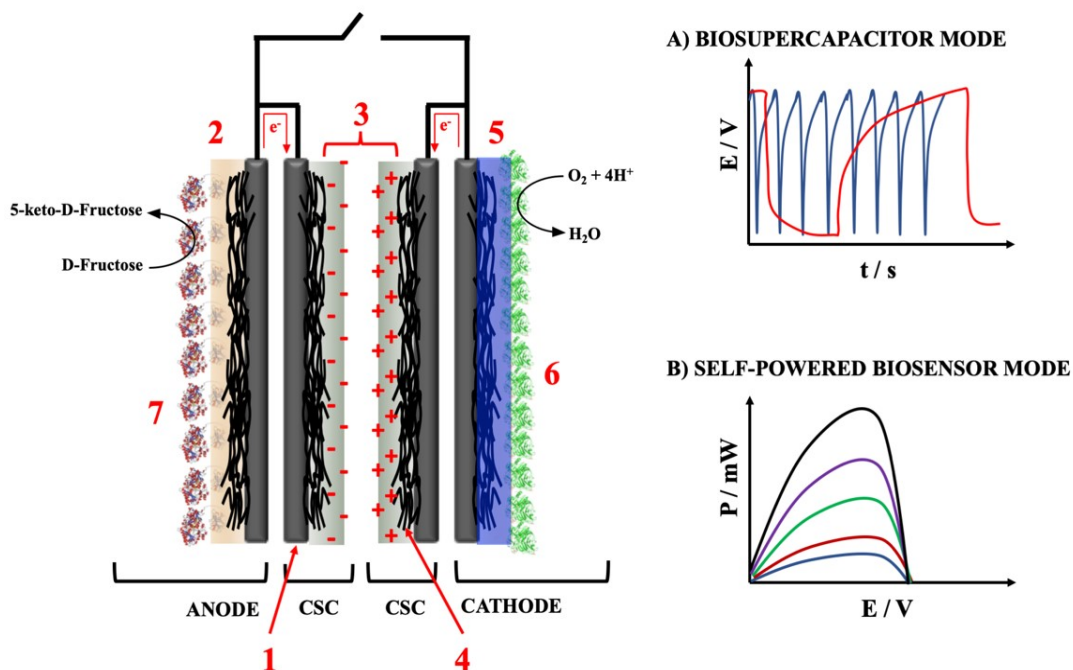 2
e-
3
e-
5
- - - - - - - - - - - - -
+ + + + + + + + + + + + + + + + +
5-keto-D-Fructose
D-Fructose
O₂ + 4H⁺
H₂O
7
6
ANODE
CSC
CSC
CATHODE
1
4
A) BIOSUPERCAPACITOR MODE
E / V
t / s
B) SELF-POWERED BIOSENSOR MODE
P / mW
E / V